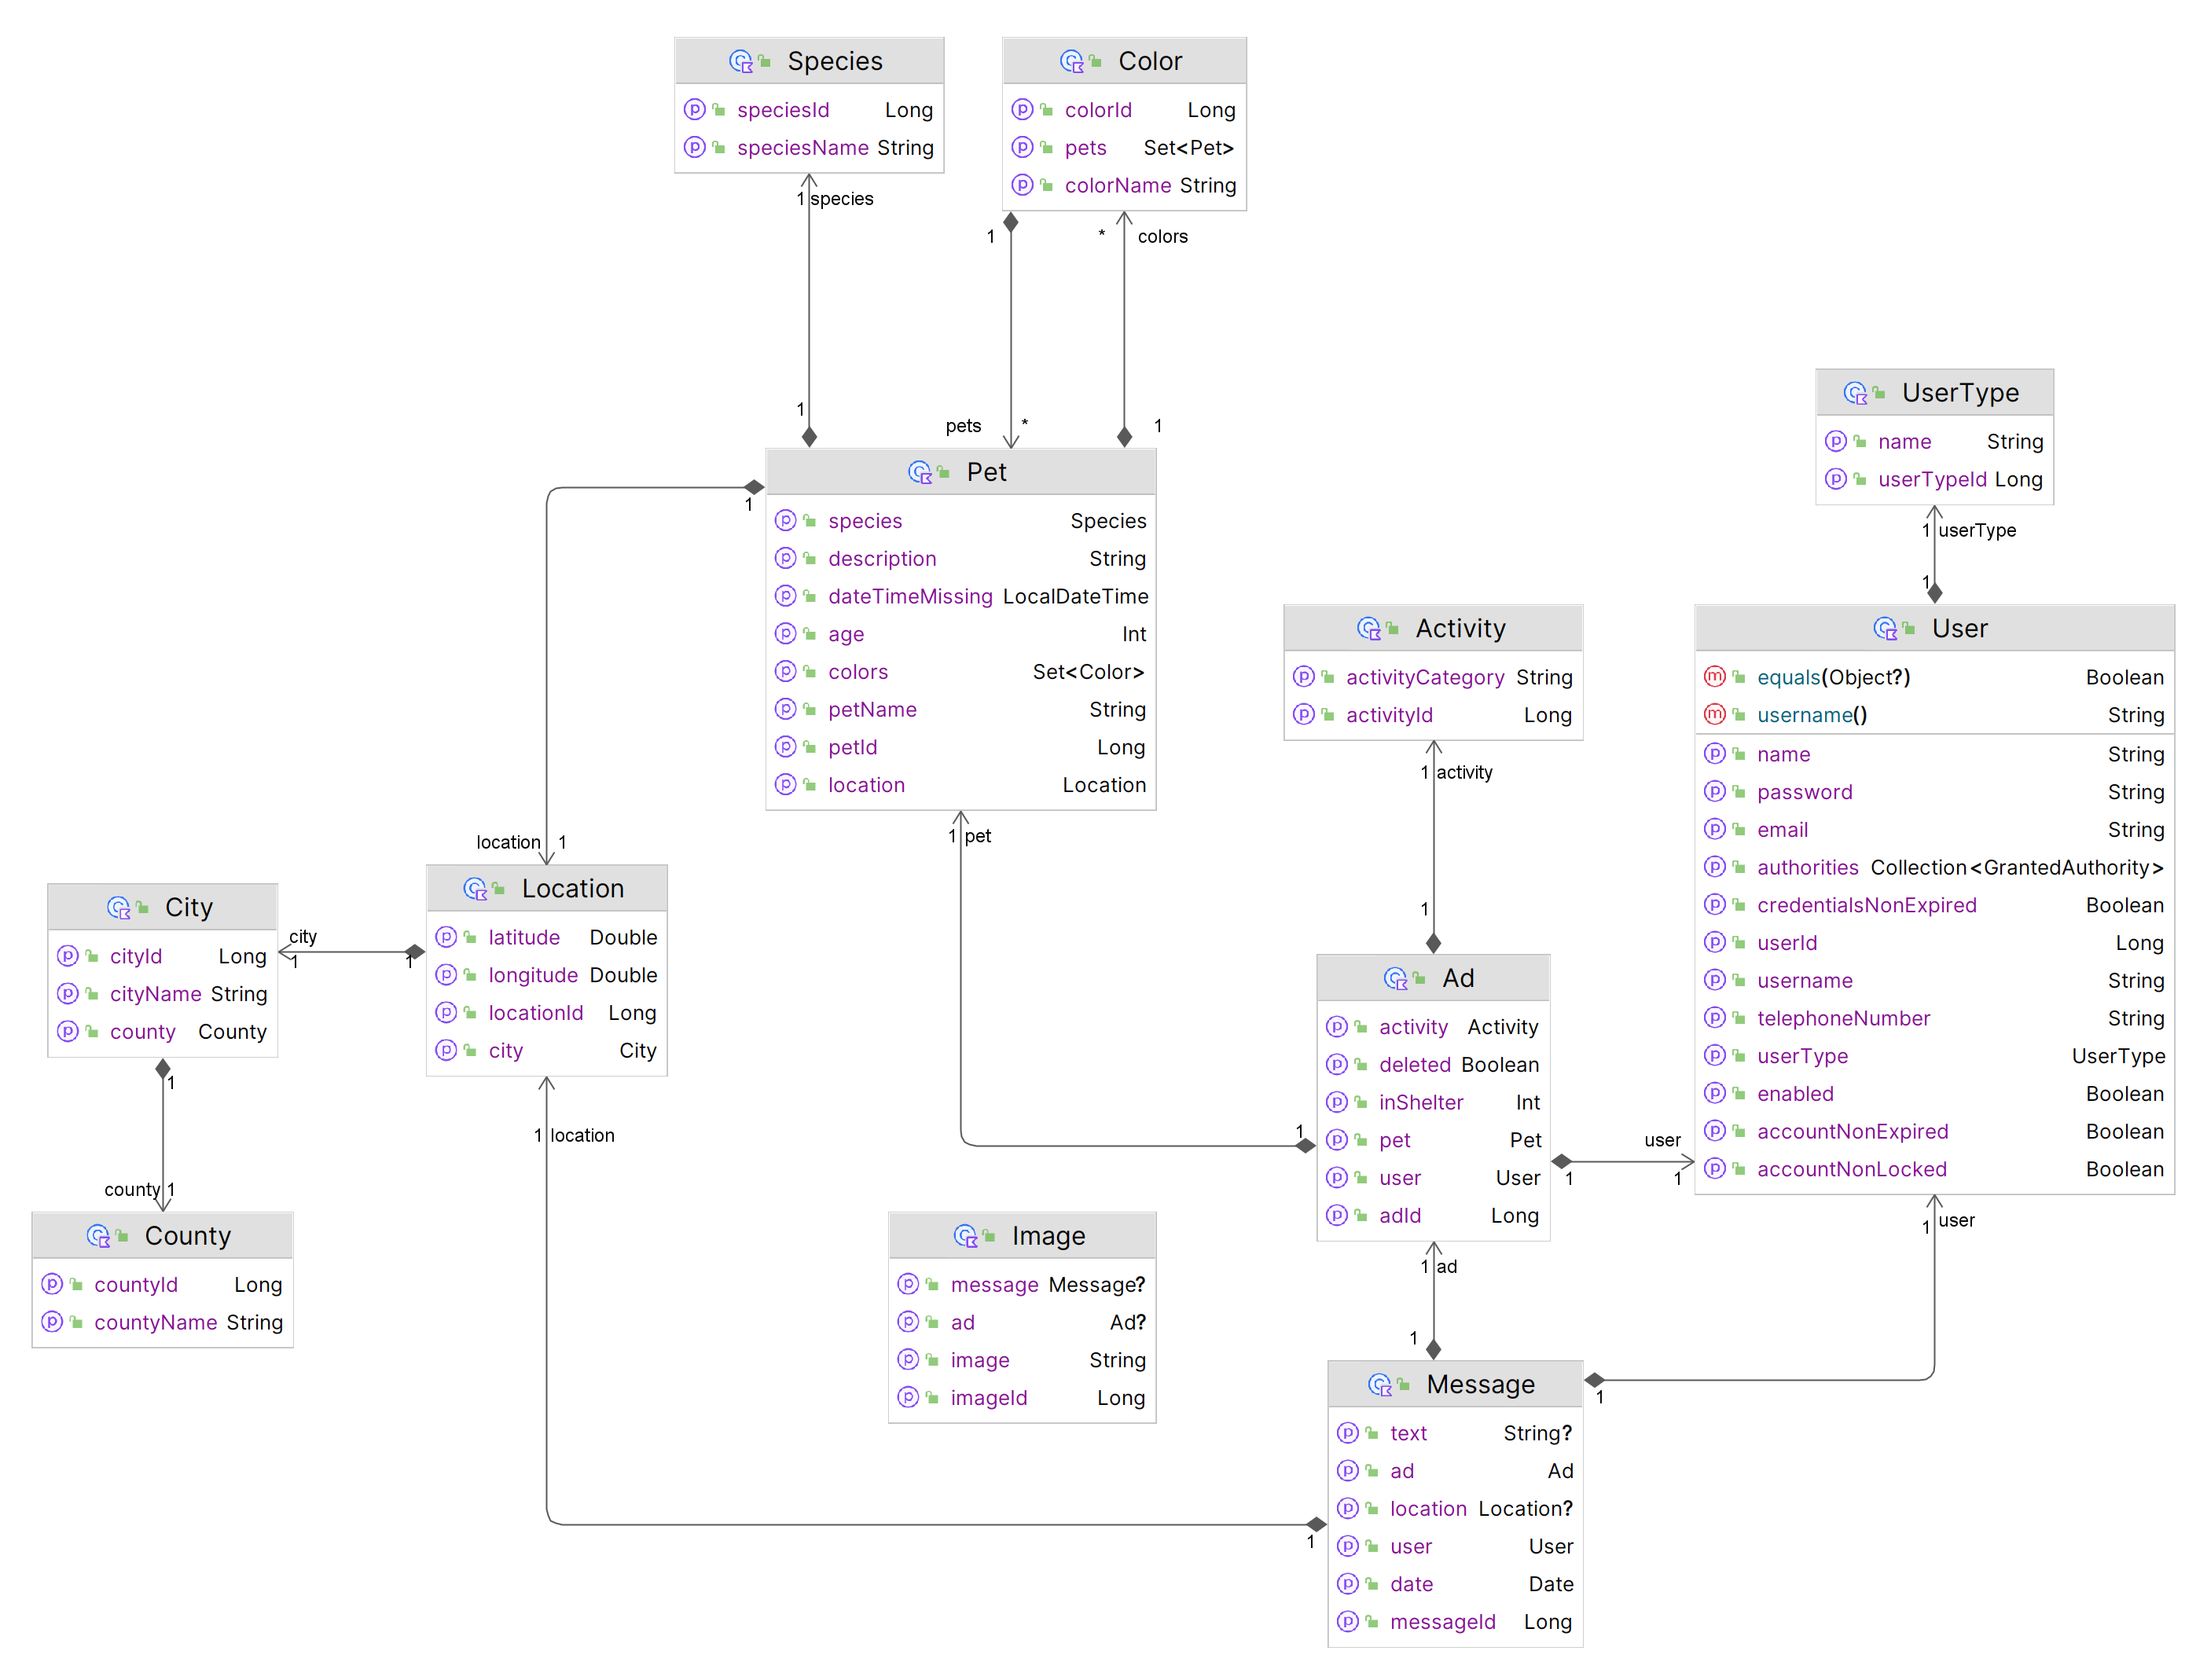 Species
speciesId Long
speciesName String
1 species
1
Color
colorId Long
pets Set<Pet>
colorName String
1
* colors
pets *
1
Pet
species Species
description String
dateTimeMissing LocalDateTime
age Int
colors Set<Color>
petName String
petId Long
location Location
1
location 1
1 pet
UserType
name String
userTypeId Long
1 userType
1
Activity
activityCategory String
activityId Long
1 activity
1
User
equals(Object?) Boolean
username() String
name String
password String
email String
authorities Collection<GrantedAuthority>
credentialsNonExpired Boolean
userId Long
username String
telephoneNumber String
userType UserType
enabled Boolean
accountNonExpired Boolean
accountNonLocked Boolean
City
cityId Long
cityName String
county County
city
1
1
1
county 1
Location
latitude Double
longitude Double
locationId Long
city City
1 location
County
countyId Long
countyName String
Ad
activity Activity
deleted Boolean
inShelter Int
pet Pet
user User
adId Long
1
user
1
1
1 user
1 ad
1
Image
message Message?
ad Ad?
image String
imageId Long
Message
text String?
ad Ad
location Location?
user User
date Date
messageId Long
1
1